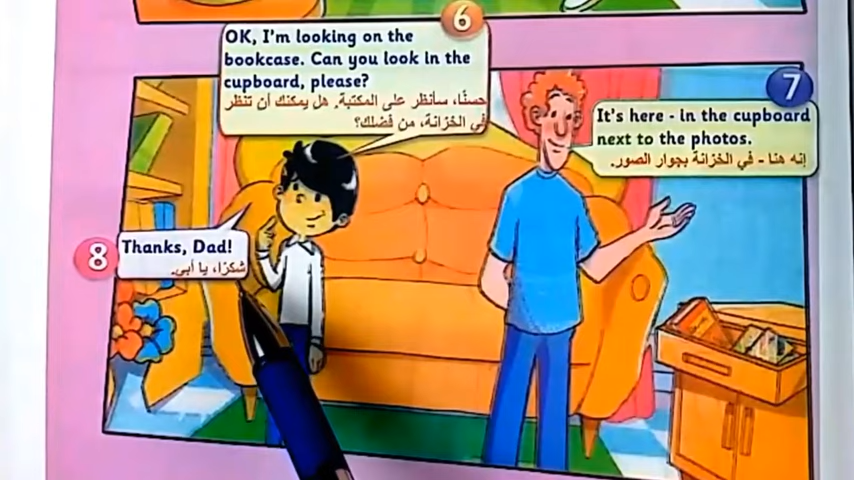 6
OK, I'm looking on the
bookcase. Can you look in the
cupboard, please?
حسنًا، سأنظر على المكتبة. هل يمكنك أن تنظر
في الخزانة، من فضلك؟
7
It's here - in the cupboard
next to the photos.
إنه هنا - في الخزانة بجوار الصور.
8
Thanks, Dad!
شكرًا، يا أبي.